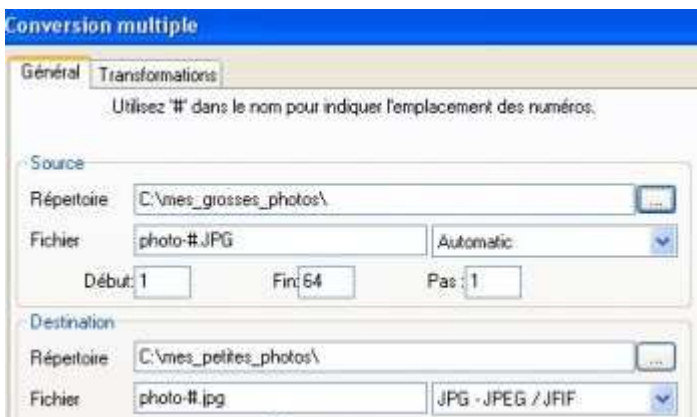 Conversion multiple
Général Transformations
Utilisez '#' dans le nom pour indiquer l'emplacement des numéros.
Source
Répertoire C:\mes_grosses_photos\ ...
Fichier photo-#.JPG Automatic
Début: 1 Fin: 64 Pas : 1
Destination
Répertoire C:\mes_petites_photos\ ...
Fichier photo-#.jpg JPG - JPEG / JFIF